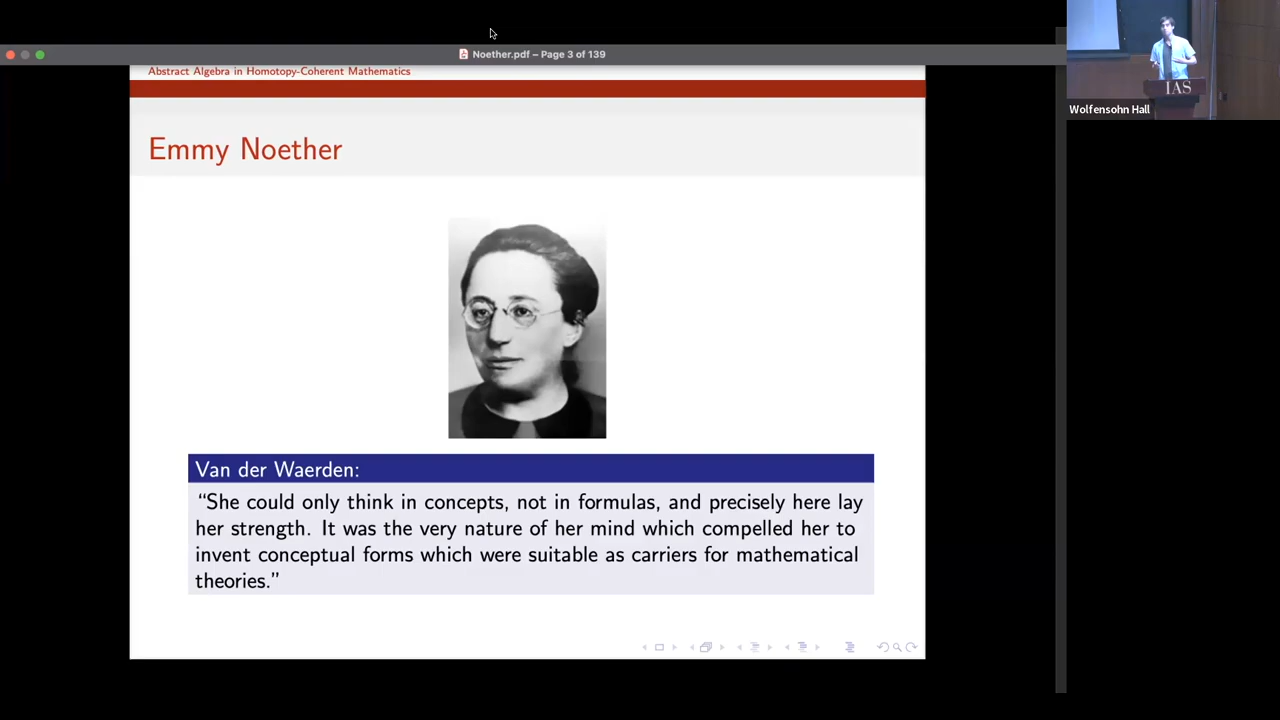 Noether.pdf – Page 3 of 139
Abstract Algebra in Homotopy-Coherent Mathematics
Emmy Noether
Van der Waerden:
“She could only think in concepts, not in formulas, and precisely here lay
her strength. It was the very nature of her mind which compelled her to
invent conceptual forms which were suitable as carriers for mathematical
theories.”
IAS
Wolfensohn Hall